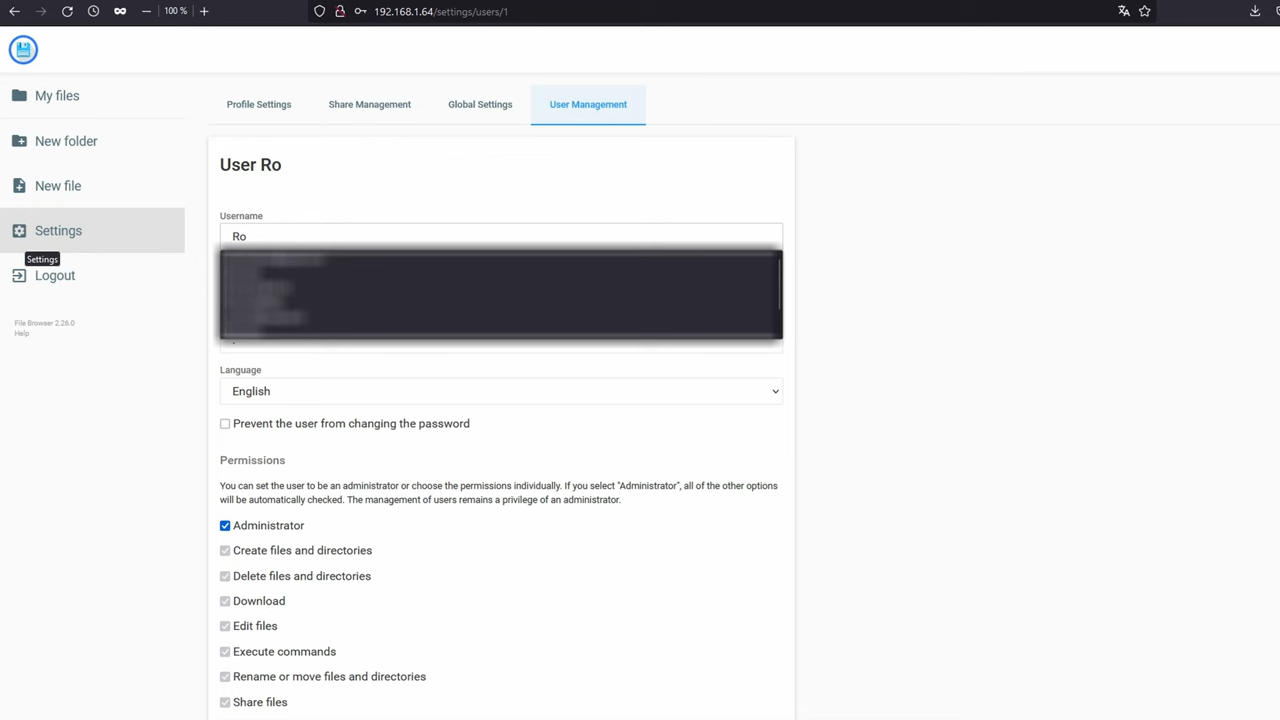 100 %
192.168.1.64/settings/users/1
My files
New folder
New file
Settings
Settings
Logout
File Browser 2.26.0
Help
Profile Settings
Share Management
Global Settings
User Management
User Ro
Username
Ro
Language
English
Prevent the user from changing the password
Permissions
You can set the user to be an administrator or choose the permissions individually. If you select "Administrator", all of the other options
will be automatically checked. The management of users remains a privilege of an administrator.
Administrator
Create files and directories
Delete files and directories
Download
Edit files
Execute commands
Rename or move files and directories
Share files